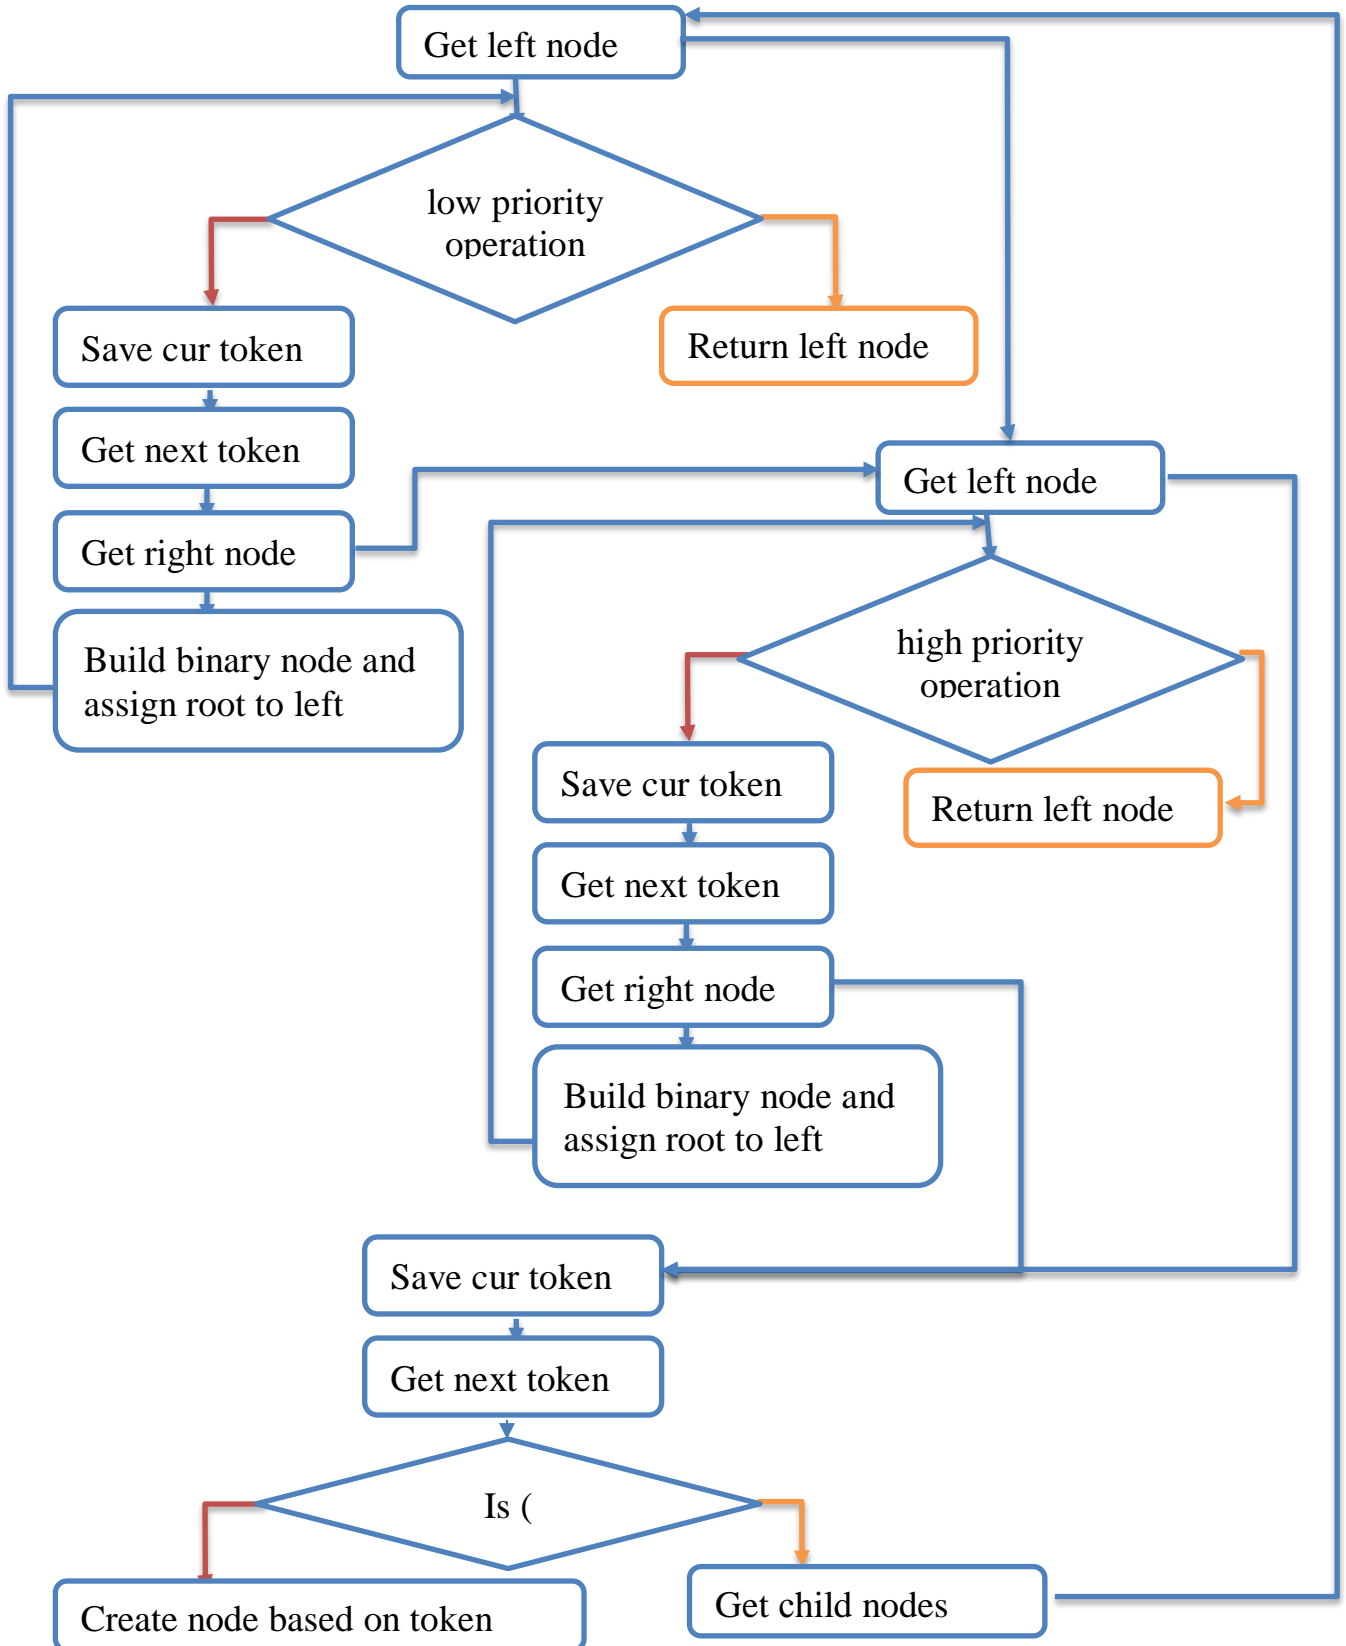 Get left node
low priority
operation
Save cur token
Return left node
Get next token
Get left node
Get right node
Build binary node and
assign root to left
high priority
operation
Save cur token
Return left node
Get next token
Get right node
Build binary node and
assign root to left
Save cur token
Get next token
Is (
Create node based on token
Get child nodes